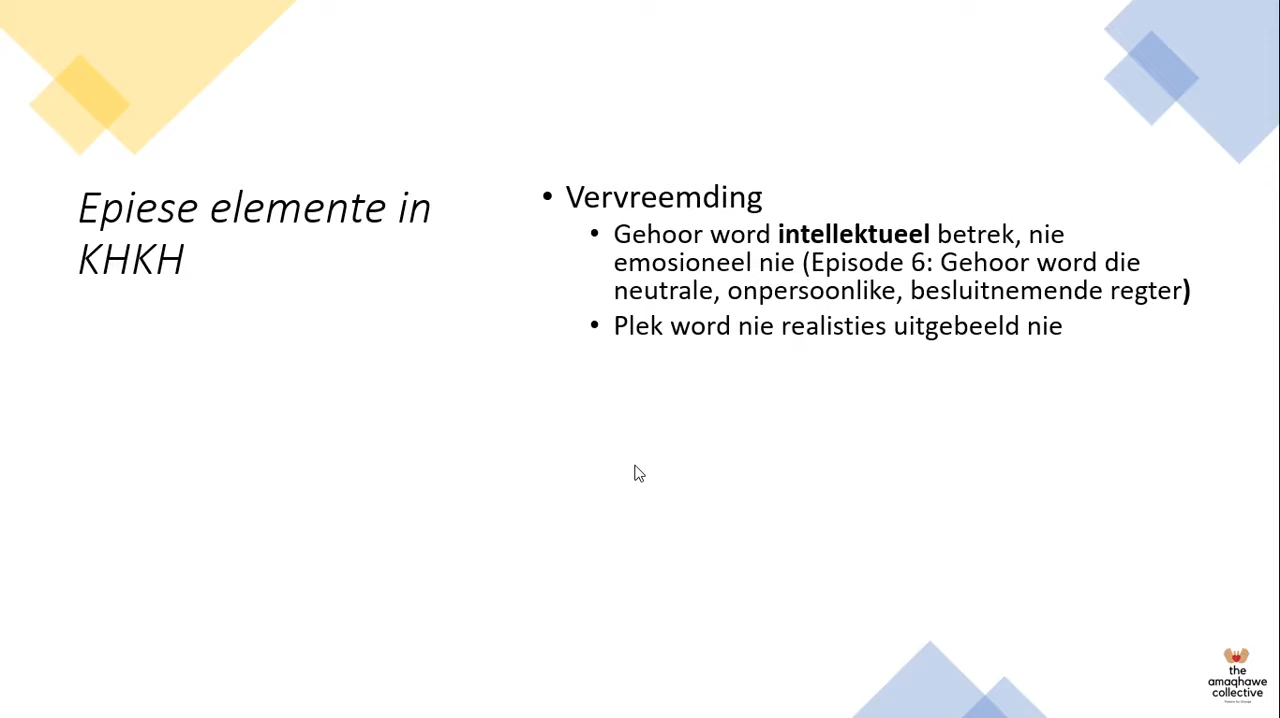 Epiese elemente in
KHKH
• Vervreemding
• Gehoor word intellektueel betrek, nie
emosioneel nie (Episode 6: Gehoor word die
neutrale, onpersoonlike, besluitnemende regter)
• Plek word nie realisties uitgebeeld nie
the
amaqhawe
collective